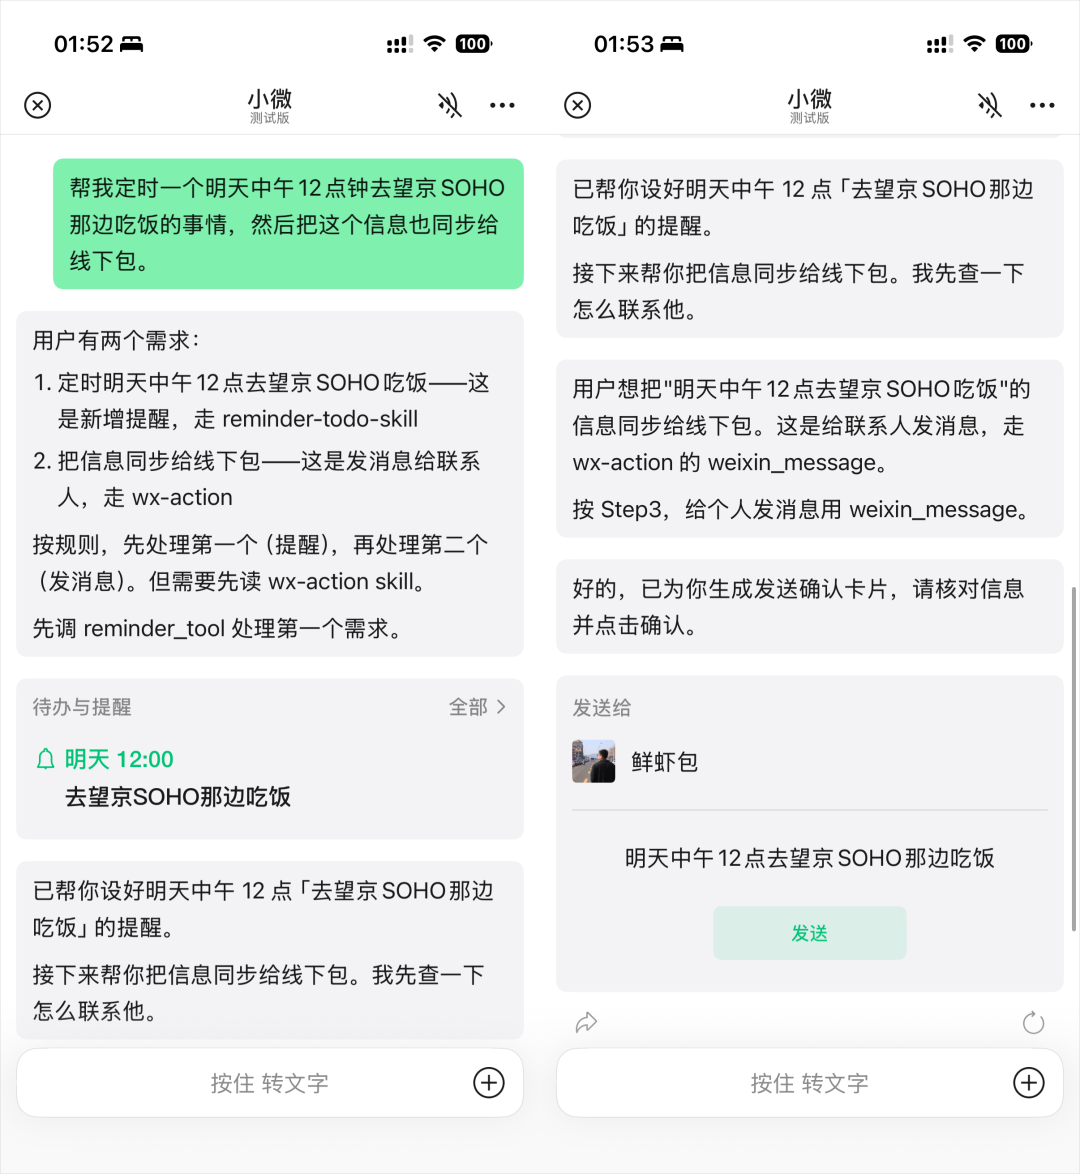 01:52
100
小微
测试版
帮我定时一个明天中午12点钟去望京SOHO
那边吃饭的事情，然后把这个信息也同步给
线下包。
用户有两个需求：
1. 定时明天中午12点去望京SOHO吃饭——这
是新增提醒，走 reminder-todo-skill
2. 把信息同步给线下包——这是发消息给联系
人，走 wx-action
按规则，先处理第一个（提醒），再处理第二个
（发消息）。但需要先读 wx-action skill。
先调 reminder_tool 处理第一个需求。
待办与提醒
全部
明天 12:00
去望京SOHO那边吃饭
已帮你设好明天中午 12 点「去望京SOHO那边
吃饭」的提醒。
接下来帮你把信息同步给线下包。我先查一下
怎么联系他。
按住 转文字
01:53
100
小微
测试版
已帮你设好明天中午 12 点「去望京SOHO那边
吃饭」的提醒。
接下来帮你把信息同步给线下包。我先查一下
怎么联系他。
用户想把"明天中午12点去望京SOHO吃饭"的
信息同步给线下包。这是给联系人发消息，走
wx-action 的 weixin_message。
按 Step3，给个人发消息用 weixin_message。
好的，已为你生成发送确认卡片，请核对信息
并点击确认。
发送给
鲜虾包
明天中午12点去望京SOHO那边吃饭
发送
按住 转文字